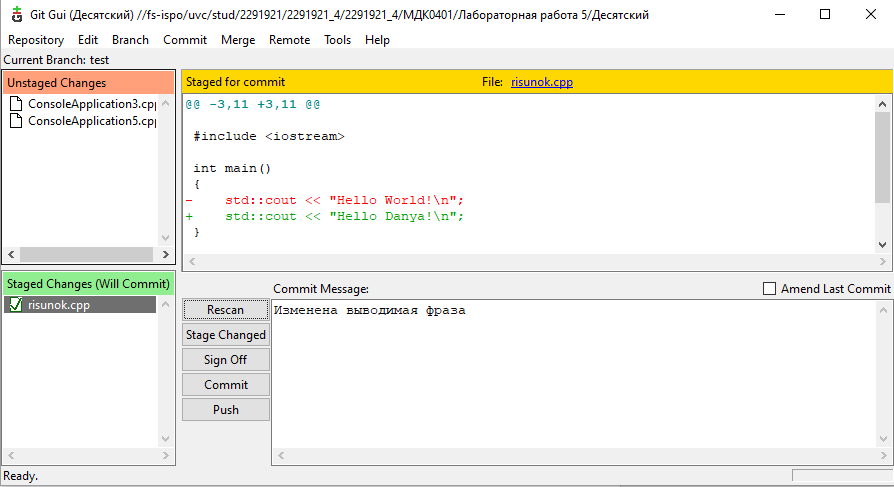 Git Gui (Десятский) //fs-ispo/uvc/stud/2291921/2291921_4/2291921_4/МДК0401/Лабораторная работа 5/Десятский
Repository Edit Branch Commit Merge Remote Tools Help
Current Branch: test
Unstaged Changes
ConsoleApplication3.cpp
ConsoleApplication5.cpp
Staged for commit File: risunok.cpp
@@ -3,11 +3,11 @@
#include <iostream>
int main()
{
-    std::cout << "Hello World!\n";
+    std::cout << "Hello Danya!\n";
}
Staged Changes (Will Commit)
risunok.cpp
Commit Message: Amend Last Commit
Rescan
Stage Changed
Sign Off
Commit
Push
Изменена выводимая фраза
Ready.